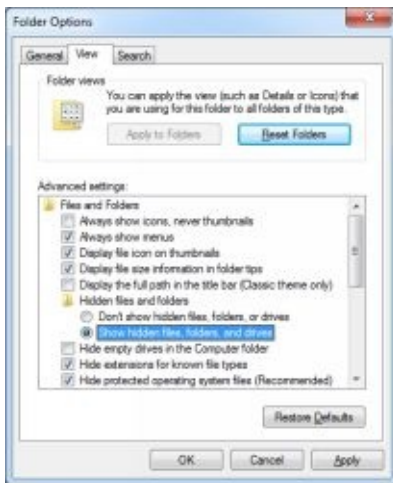 Folder Options
General View Search
Folder views
You can apply the view (such as Details or Icons) that
you are using for this folder to all folders of this type.
Apply to Folders Reset Folders
Advanced settings:
Files and Folders
Always show icons, never thumbnails
Always show menus
Display file icon on thumbnails
Display file size information in folder tips
Display the full path in the title bar (Classic theme only)
Hidden files and folders
Don't show hidden files, folders, or drives
Show hidden files, folders, and drives
Hide empty drives in the Computer folder
Hide extensions for known file types
Hide protected operating system files (Recommended)
Restore Defaults
OK Cancel Apply